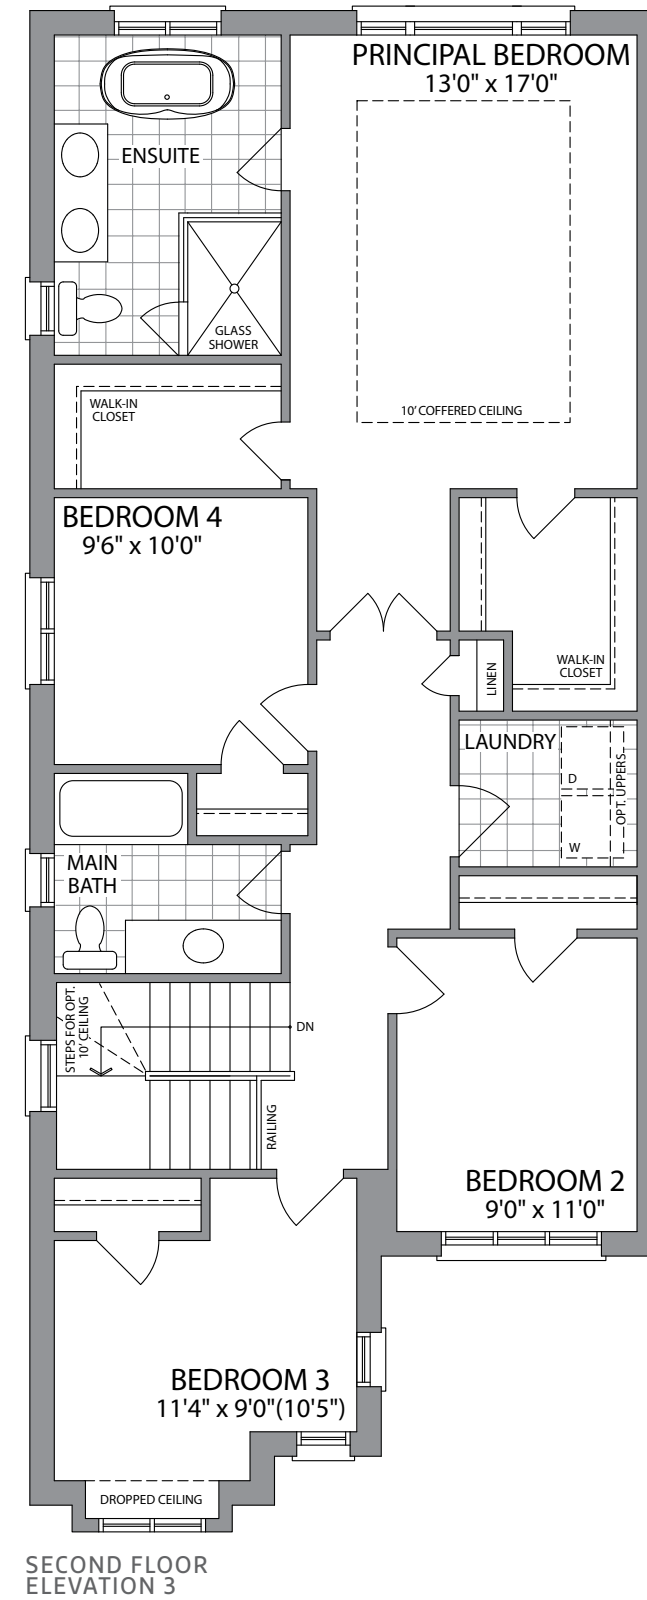 PRINCIPAL BEDROOM
13'0" x 17'0"
ENSUITE
GLASS
SHOWER
10' COFFERED CEILING
WALK-IN
CLOSET
BEDROOM 4
9'6" x 10'0"
WALK-IN
CLOSET
LINEN
LAUNDRY
D
OPT. UPPERS
W
MAIN
BATH
STEPS FOR OPT.
10' CEILING
DN
RAILING
BEDROOM 2
9'0" x 11'0"
BEDROOM 3
11'4" x 9'0"(10'5")
DROPPED CEILING
SECOND FLOOR
ELEVATION 3